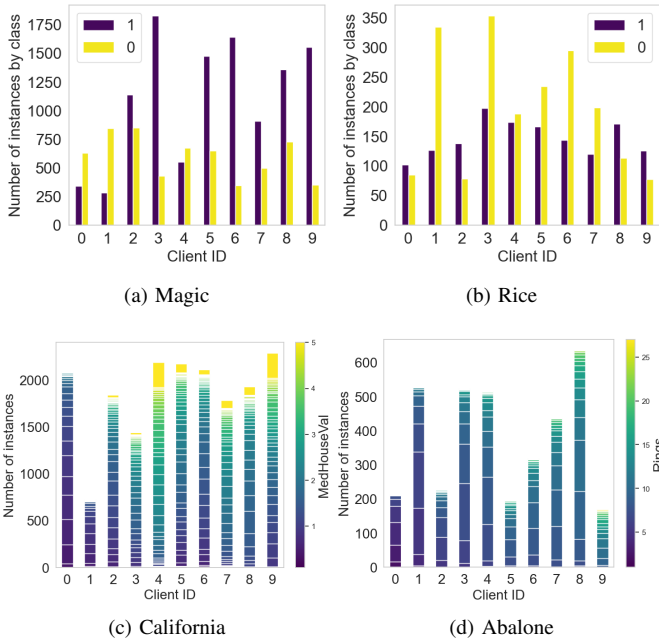 Number of instances by class
1750
1500
1250
1000
750
500
250
0
1
0
0 1 2 3 4 5 6 7 8 9
Client ID
(a) Magic
Number of instances by class
350
300
250
200
150
100
50
0
1
0
0 1 2 3 4 5 6 7 8 9
Client ID
(b) Rice
Number of instances
2000
1500
1000
500
0
0 1 2 3 4 5 6 7 8 9
Client ID
5
4
3
2
1
MedHouseVal
(c) California
Number of instances
600
500
400
300
200
100
0
0 1 2 3 4 5 6 7 8 9
Client ID
25
20
15
10
5
Rings
(d) Abalone